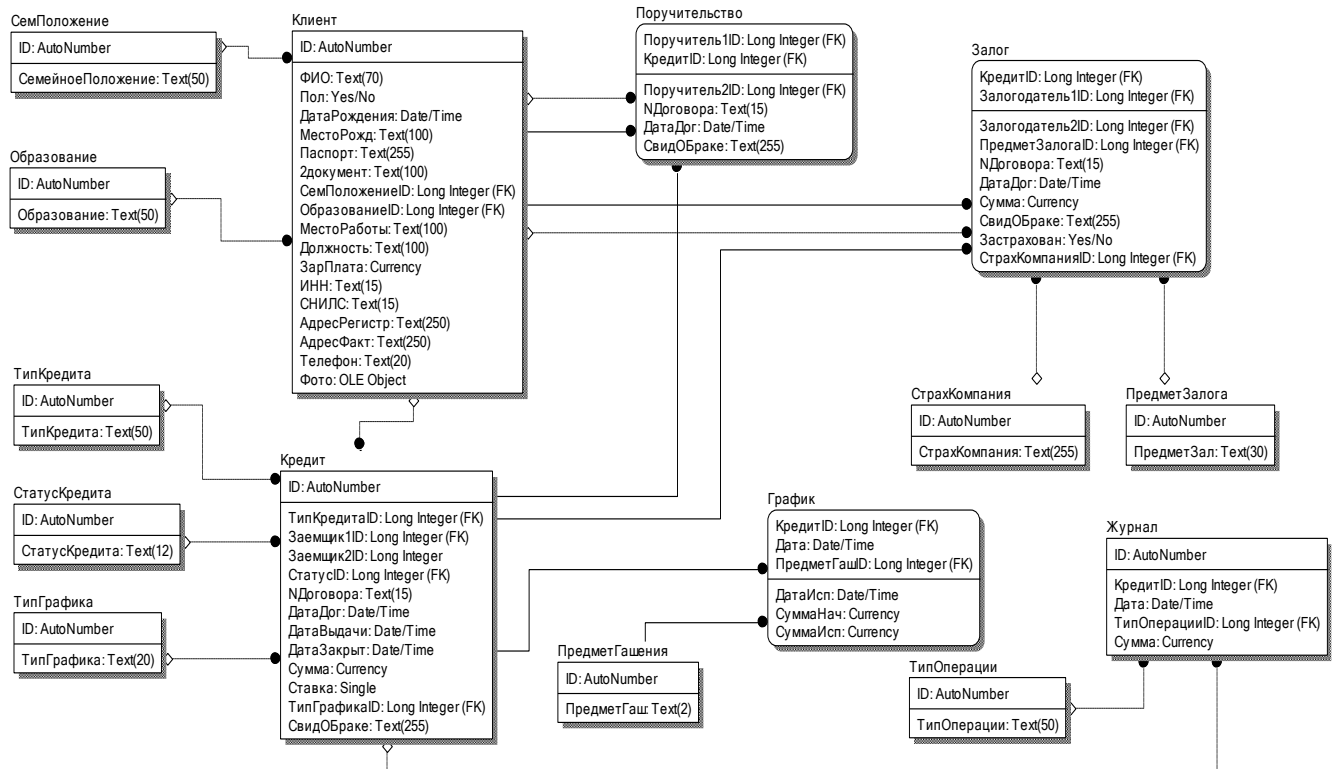 СемПоложение
ID: AutoNumber
СемейноеПоложение: Text(50)
Образование
ID: AutoNumber
Образование: Text(50)
ТипКредита
ID: AutoNumber
ТипКредита: Text(50)
СтатусКредита
ID: AutoNumber
СтатусКредита: Text(12)
ТипГрафика
ID: AutoNumber
ТипГрафика: Text(20)
Клиент
ID: AutoNumber
ФИО: Text(70)
Пол: Yes/No
ДатаРождения: Date/Time
МестоРожд: Text(100)
Паспорт: Text(255)
2документ: Text(100)
СемПоложениеID: Long Integer (FK)
ОбразованиеID: Long Integer (FK)
МестоРаботы: Text(100)
Должность: Text(100)
ЗарПлата: Currency
ИНН: Text(15)
СНИЛС: Text(15)
АдресРегистр: Text(250)
АдресФакт: Text(250)
Телефон: Text(20)
Фото: OLE Object
Кредит
ID: AutoNumber
ТипКредитаID: Long Integer (FK)
Заемщик1ID: Long Integer (FK)
Заемщик2ID: Long Integer
СтатусID: Long Integer (FK)
NДоговора: Text(15)
ДатаДог: Date/Time
ДатаВыдачи: Date/Time
ДатаЗакрыт: Date/Time
Сумма: Currency
Ставка: Single
ТипГрафикаID: Long Integer (FK)
СвидОБраке: Text(255)
Поручительство
Поручитель1ID: Long Integer (FK)
КредитID: Long Integer (FK)
Поручитель2ID: Long Integer (FK)
NДоговора: Text(15)
ДатаДог: Date/Time
СвидОБраке: Text(255)
Залог
КредитID: Long Integer (FK)
Залогодатель1ID: Long Integer (FK)
Залогодатель2ID: Long Integer (FK)
ПредметЗалогаID: Long Integer (FK)
NДоговора: Text(15)
ДатаДог: Date/Time
Сумма: Currency
СвидОБраке: Text(255)
Застрахован: Yes/No
СтрахКомпанияID: Long Integer (FK)
СтрахКомпания
ID: AutoNumber
СтрахКомпания: Text(255)
ПредметЗалога
ID: AutoNumber
ПредметЗал: Text(30)
График
КредитID: Long Integer (FK)
Дата: Date/Time
ПредметГашID: Long Integer (FK)
ДатаИсп: Date/Time
СуммаНач: Currency
СуммаИсп: Currency
ПредметГашения
ID: AutoNumber
ПредметГаш: Text(2)
Журнал
ID: AutoNumber
КредитID: Long Integer (FK)
Дата: Date/Time
ТипОперацииID: Long Integer (FK)
Сумма: Currency
ТипОперации
ID: AutoNumber
ТипОперации: Text(50)